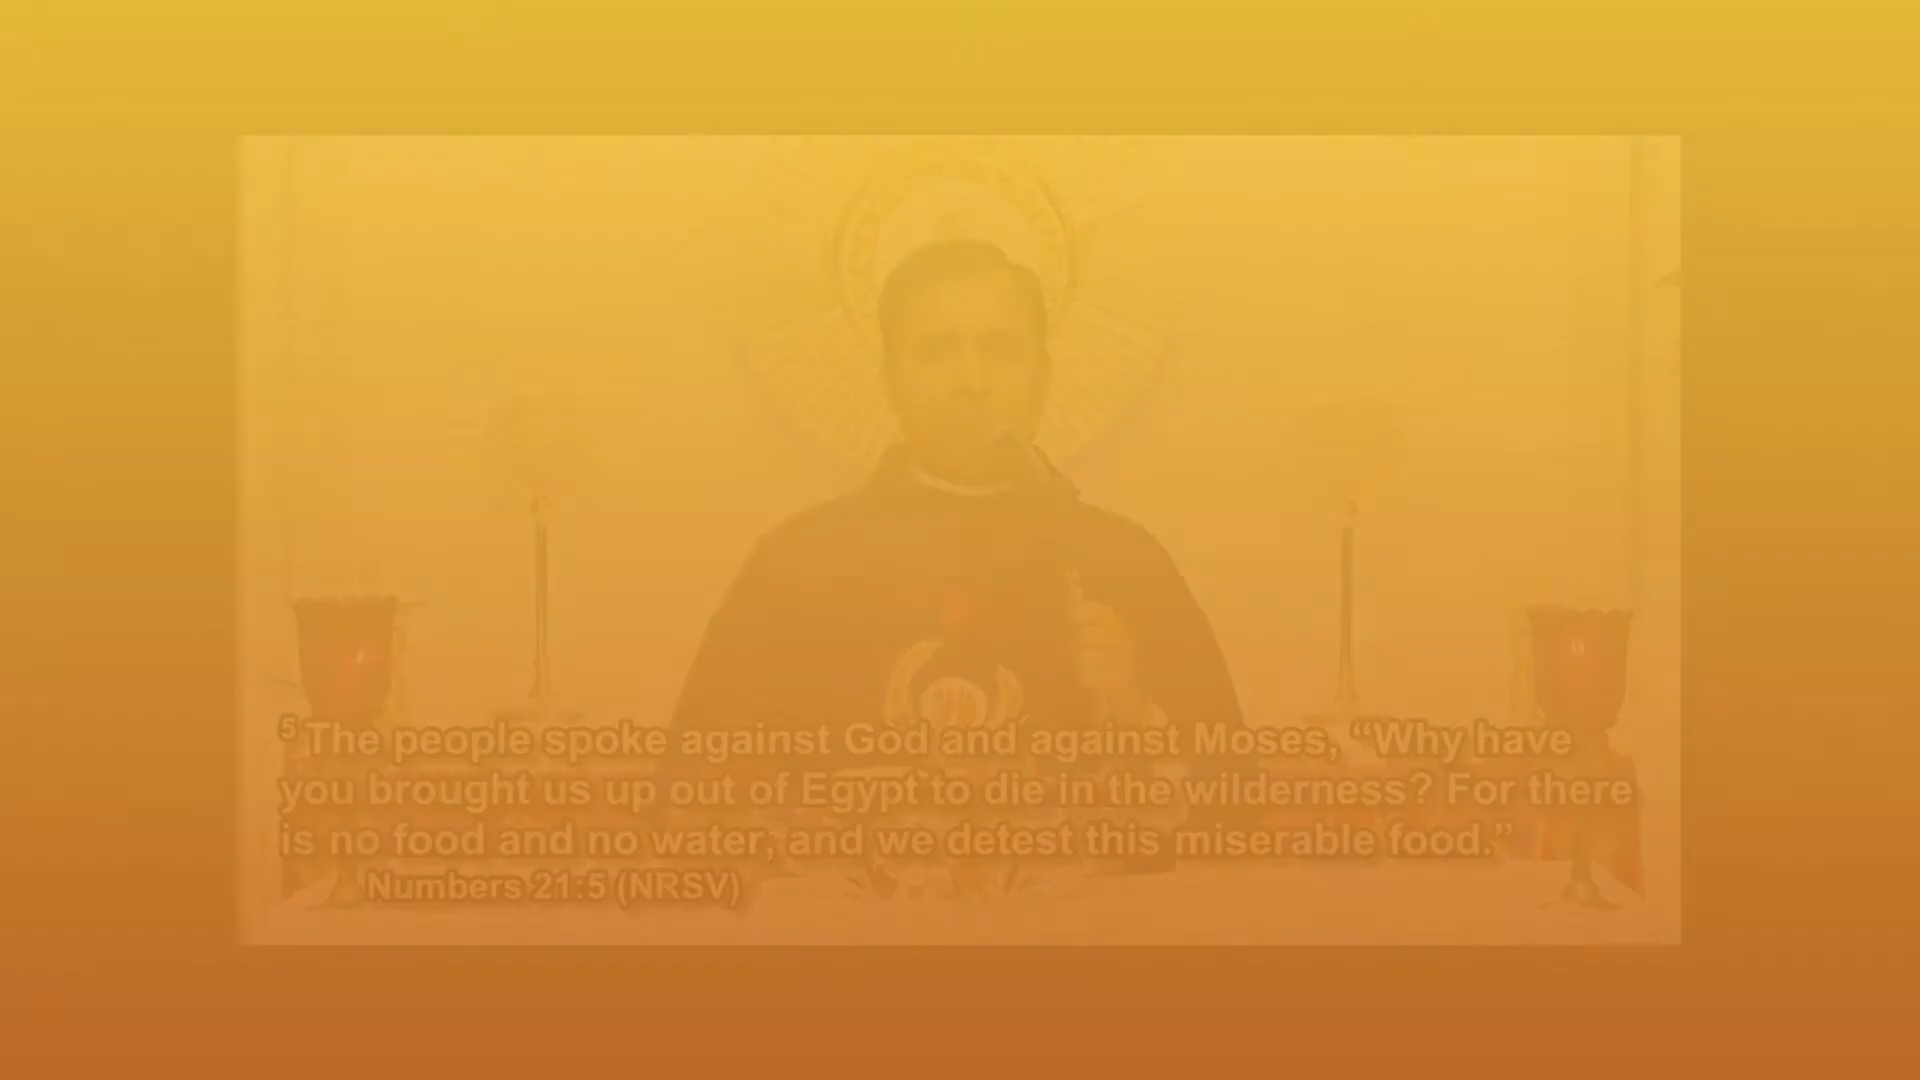 5 The people spoke against God and against Moses, “Why have
you brought us up out of Egypt to die in the wilderness? For there
is no food and no water, and we detest this miserable food.”
Numbers 21:5 (NRSV)